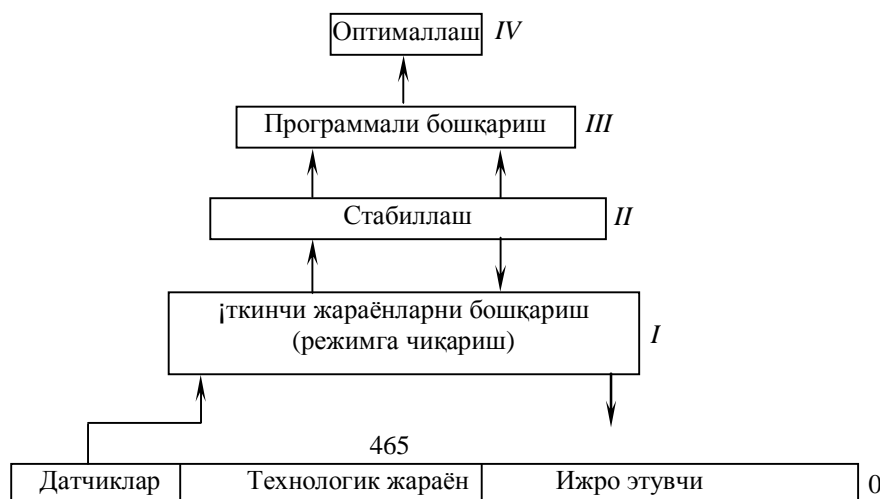 Оптималлаш IV
Программали бошқариш III
Стабиллаш II
¡ткинчи жараёнларни бошқариш
(режимга чиқариш) I
465
Датчиклар Технологик жараён Ижро этувчи 0